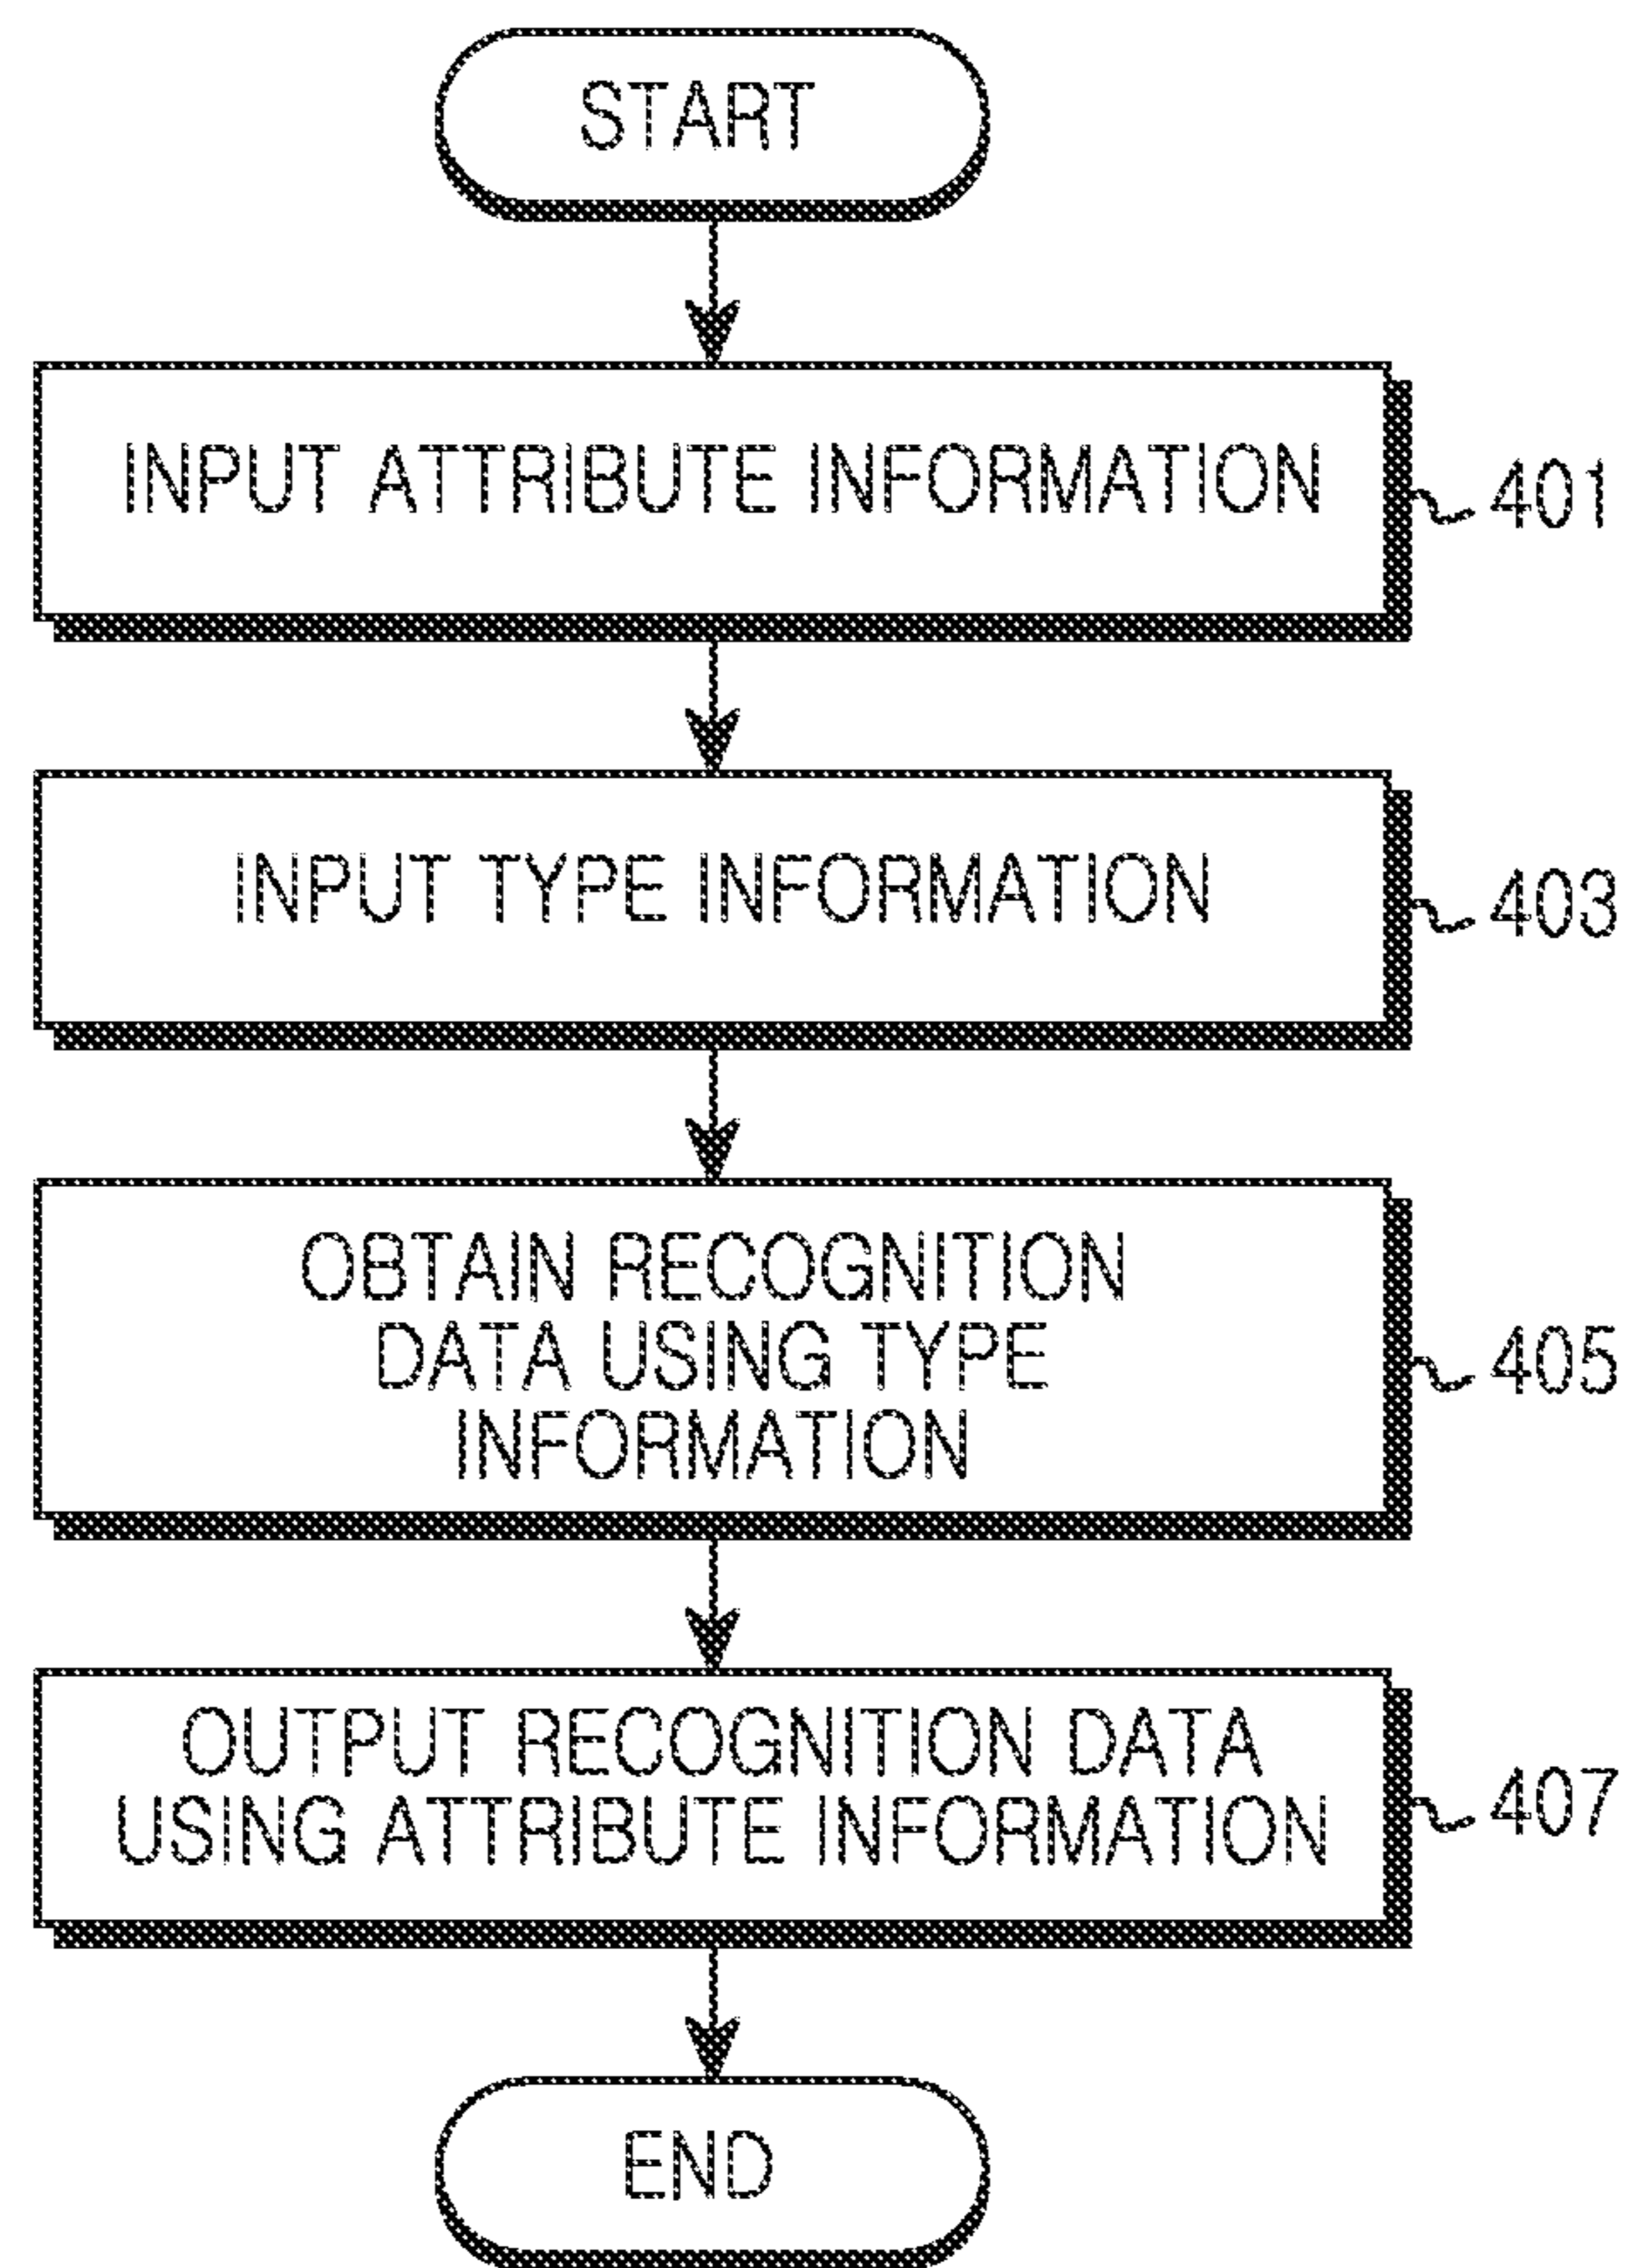 START
INPUT ATTRIBUTE INFORMATION
401
INPUT TYPE INFORMATION
403
OBTAIN RECOGNITION
DATA USING TYPE
INFORMATION
405
OUTPUT RECOGNITION DATA
USING ATTRIBUTE INFORMATION
407
END